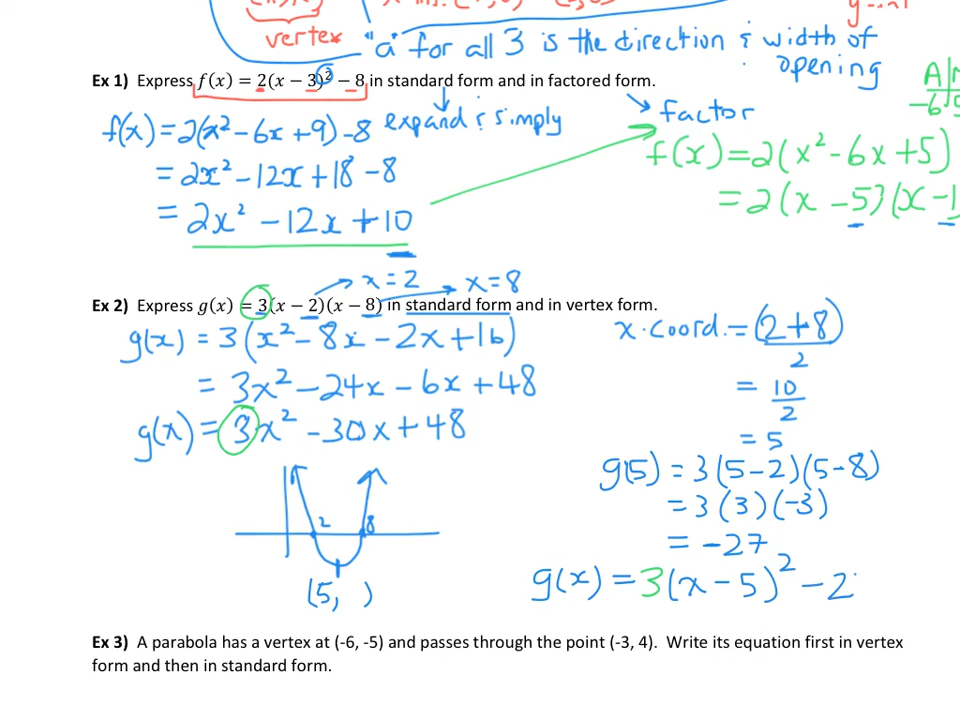 vertex
"a" for all 3 is the direction & width of
opening
Ex 1) Express f(x) = 2(x − 3)² − 8 in standard form and in factored form.
f(x) = 2(x² - 6x + 9) - 8 expand & simply
= 2x² - 12x + 18 - 8
= 2x² - 12x + 10
factor
f(x) = 2(x² - 6x + 5)
= 2(x - 5)(x - 1
-6 5
x = 2 x = 8
Ex 2) Express g(x) = 3(x − 2)(x − 8) in standard form and in vertex form.
g(x) = 3(x² - 8x - 2x + 16)
= 3x² - 24x - 6x + 48
g(x) = 3x² - 30x + 48
2 8
(5, )
x-coord. = (2+8)
2
= 10
2
= 5
g(5) = 3(5-2)(5-8)
= 3(3)(-3)
= -27
g(x) = 3(x-5)² - 2
Ex 3) A parabola has a vertex at (-6, -5) and passes through the point (-3, 4). Write its equation first in vertex
form and then in standard form.